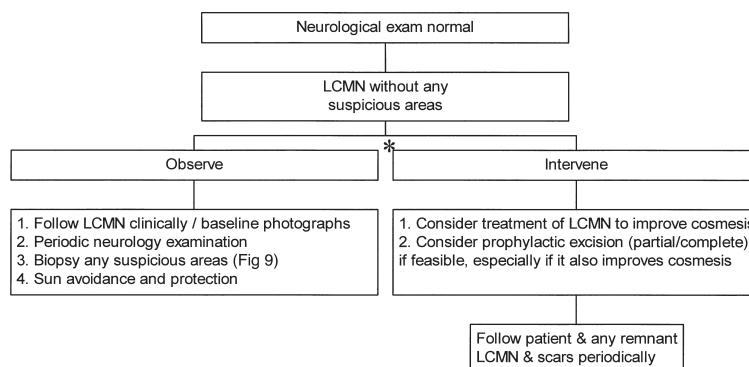 Neurological exam normal
LCMN without any
suspicious areas
*
Observe
Intervene
1. Follow LCMN clinically / baseline photographs
2. Periodic neurology examination
3. Biopsy any suspicious areas (Fig 9)
4. Sun avoidance and protection
1. Consider treatment of LCMN to improve cosmesis
2. Consider prophylactic excision (partial/complete)
if feasible, especially if it also improves cosmesis
Follow patient & any remnant
LCMN & scars periodically